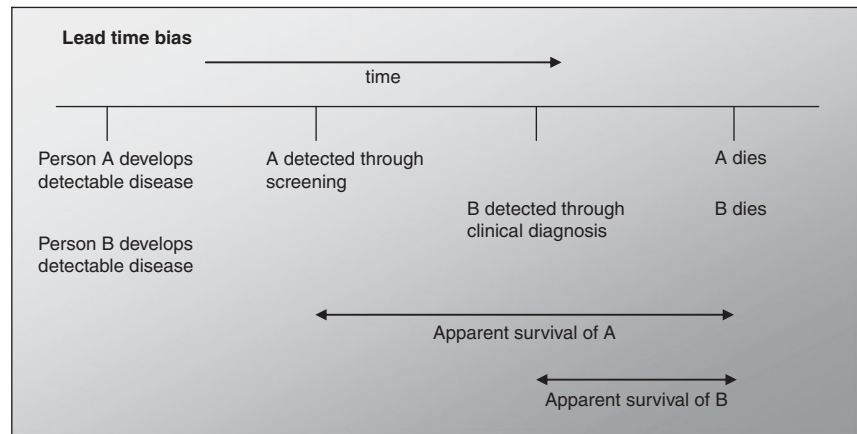 Lead time bias
time
Person A develops
detectable disease
A detected through
screening
A dies
B detected through
clinical diagnosis
B dies
Person B develops
detectable disease
Apparent survival of A
Apparent survival of B